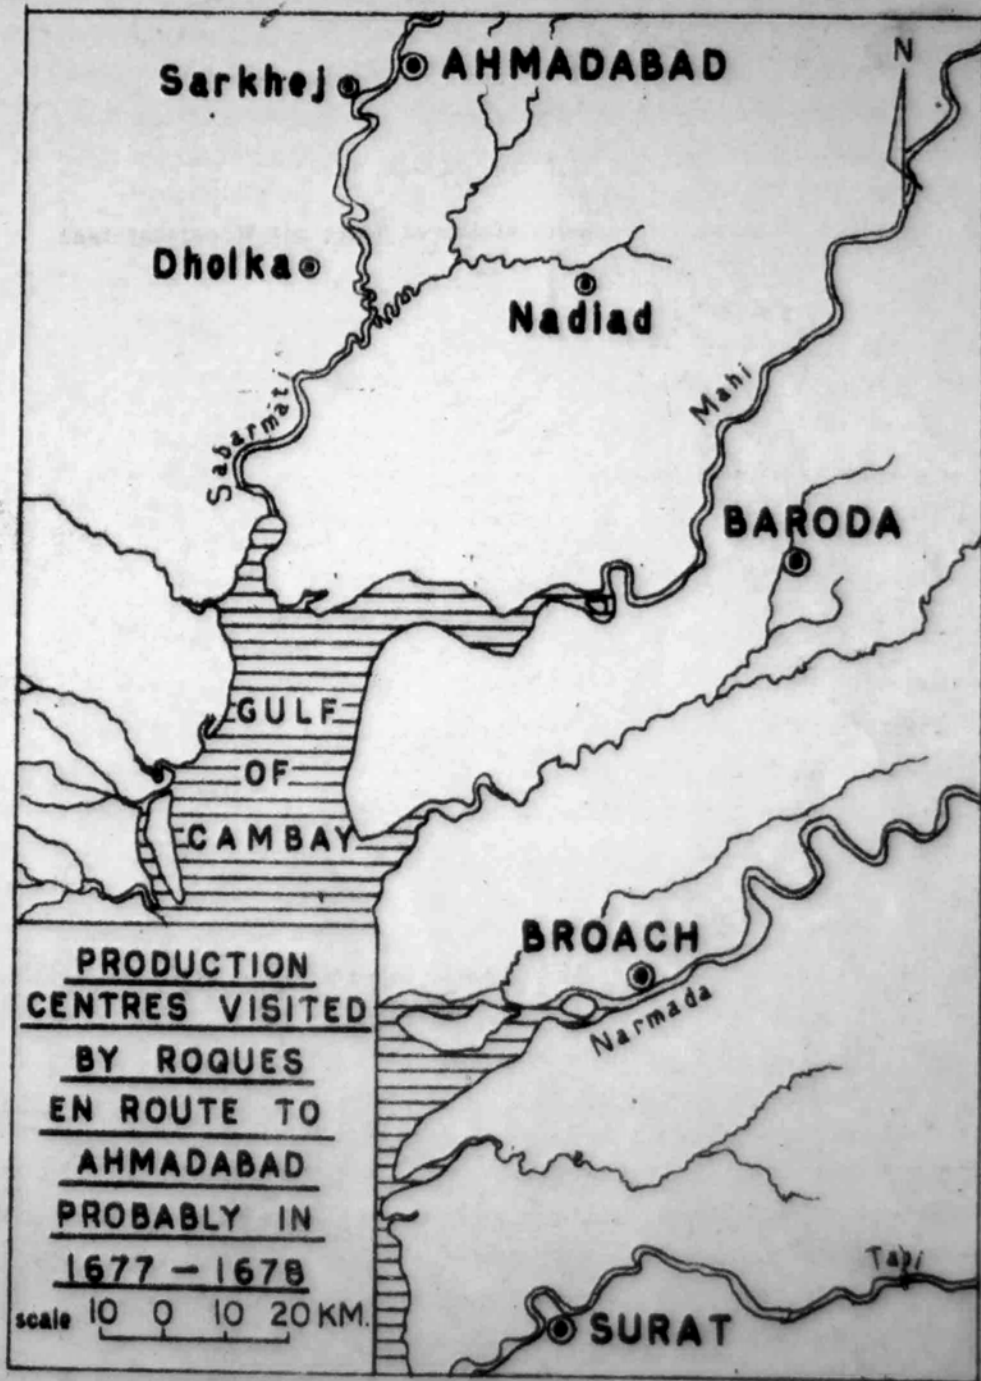 N
AHMADABAD
Sarkhej
Dholka
Nadiad
Sabarmati
Mahi
BARODA
GULF
OF
CAMBAY
BROACH
Narmada
PRODUCTION
CENTRES VISITED
BY ROQUES
EN ROUTE TO
AHMADABAD
PROBABLY IN
1677 – 1678
scale 10 0 10 20 KM.
Tapi
SURAT